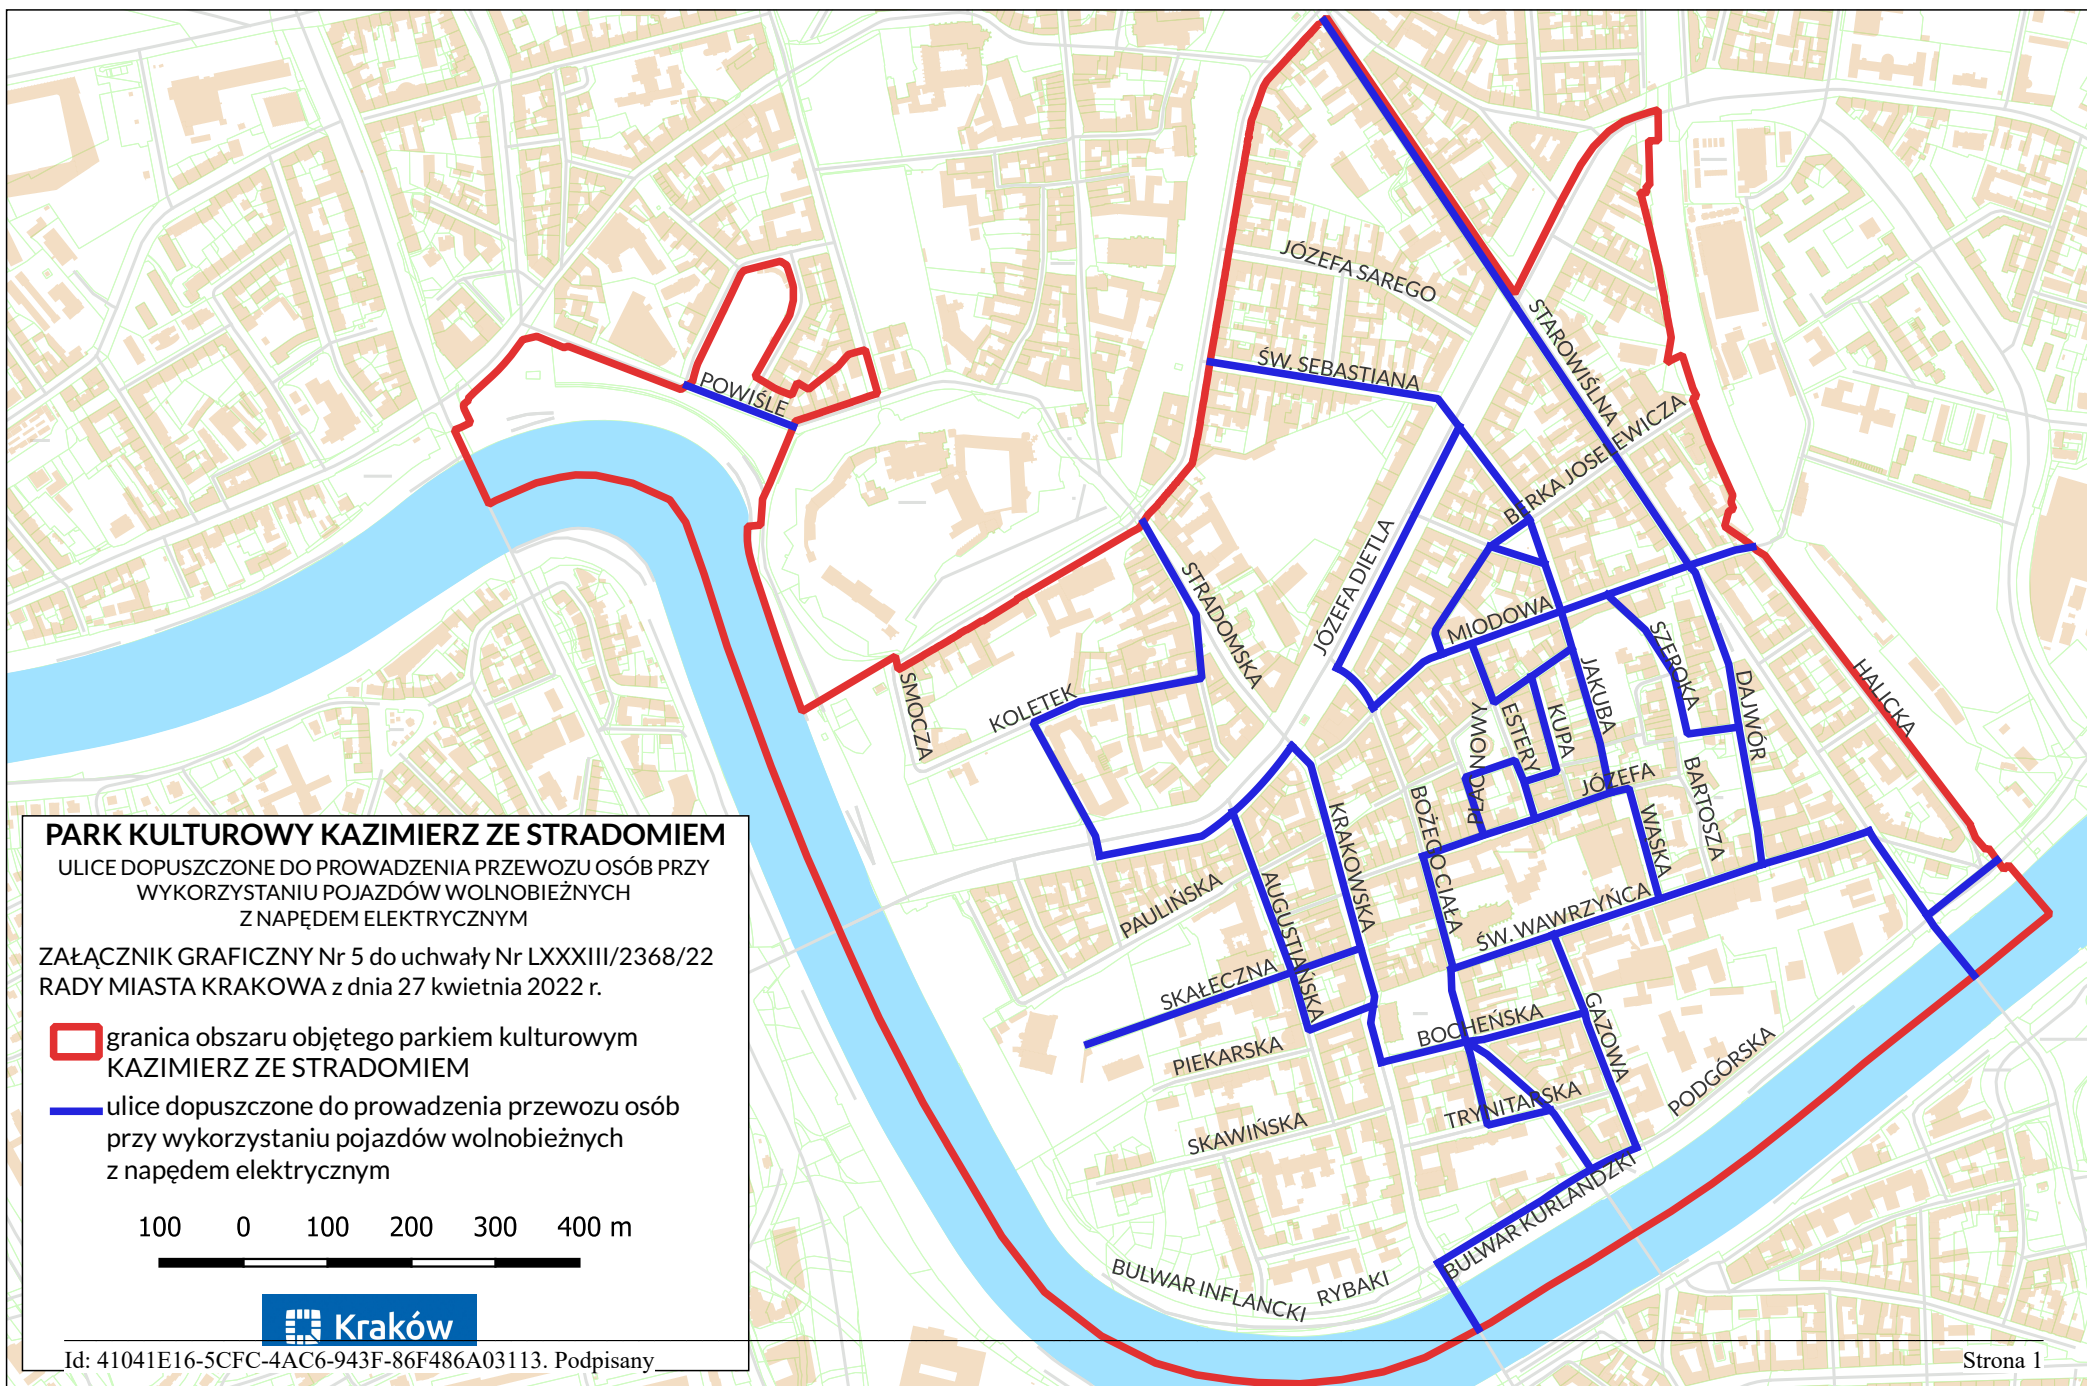 JÓZEFA SAREGO
STAROWIŚLNA
ŚW. SEBASTIANA
POWIŚLE
BERKA JOSELEWICZA
JÓZEFA DIETLA
STRADOMSKA
MIODOWA
SZEROKA
JAKUBA
DAJWÓR
HALICKA
SMOCZA
KOLETEK
PLAC NOWY
ESTERY
KUPA
JÓZEFA
BARTOSZA
WĄSKA
BOŻEGO CIAŁA
KRAKOWSKA
AUGUSTIAŃSKA
PAULIŃSKA
ŚW. WAWRZYŃCA
SKAŁECZNA
BOCHEŃSKA
GAZOWA
PIEKARSKA
PODGÓRSKA
TRYNITARSKA
SKAWIŃSKA
BULWAR KURLANDZKI
BULWAR INFLANCKI
RYBAKI
PARK KULTUROWY KAZIMIERZ ZE STRADOMIEM
ULICE DOPUSZCZONE DO PROWADZENIA PRZEWOZU OSÓB PRZY
WYKORZYSTANIU POJAZDÓW WOLNOBIEŻNYCH
Z NAPĘDEM ELEKTRYCZNYM
ZAŁĄCZNIK GRAFICZNY Nr 5 do uchwały Nr LXXXIII/2368/22
RADY MIASTA KRAKOWA z dnia 27 kwietnia 2022 r.
granica obszaru objętego parkiem kulturowym
KAZIMIERZ ZE STRADOMIEM
ulice dopuszczone do prowadzenia przewozu osób
przy wykorzystaniu pojazdów wolnobieżnych
z napędem elektrycznym
100 0 100 200 300 400 m
Kraków
Id: 41041E16-5CFC-4AC6-943F-86F486A03113. Podpisany
Strona 1